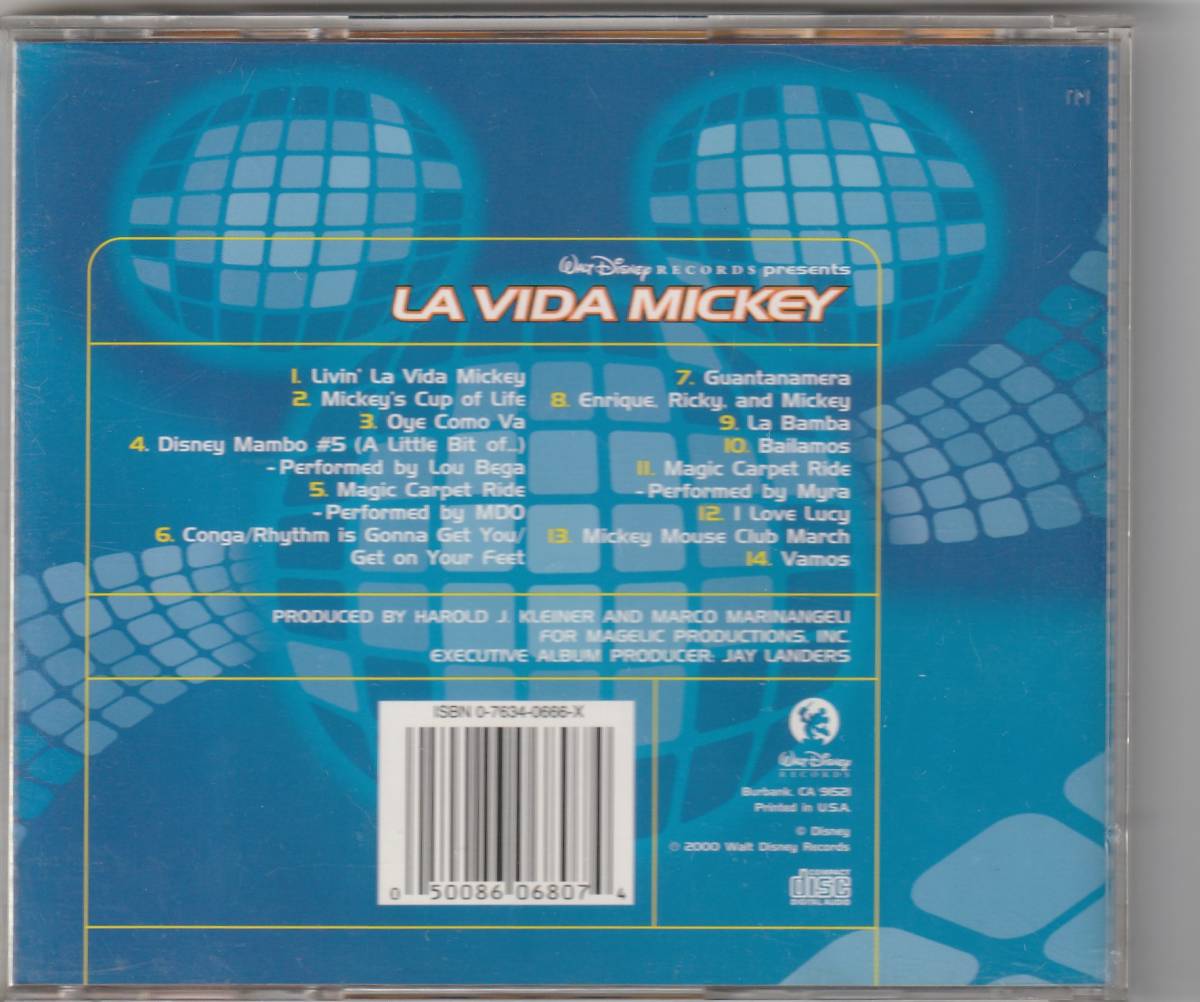 Walt Disney RECORDS presents
LA VIDA MICKEY
1. Livin' La Vida Mickey
2. Mickey's Cup of Life
3. Oye Como Va
4. Disney Mambo #5 (A Little Bit of...)
-Performed by Lou Bega
5. Magic Carpet Ride
-Performed by MDO
6. Conga/Rhythm is Gonna Get You/
Get on Your Feet
7. Guantanamera
8. Enrique, Ricky, and Mickey
9. La Bamba
10. Bailamos
11. Magic Carpet Ride
-Performed by Myra
12. I Love Lucy
13. Mickey Mouse Club March
14. Vamos
PRODUCED BY HAROLD J. KLEINER AND MARCO MARINANGELI
FOR MAGELIC PRODUCTIONS, INC.
EXECUTIVE ALBUM PRODUCER: JAY LANDERS
ISBN 0-7634-0666-X
0 50086 06807 4
Walt Disney
RECORDS
Burbank, CA 91521
Printed in U.S.A.
© Disney
℗ 2000 Walt Disney Records
COMPACT
disc
DIGITAL AUDIO